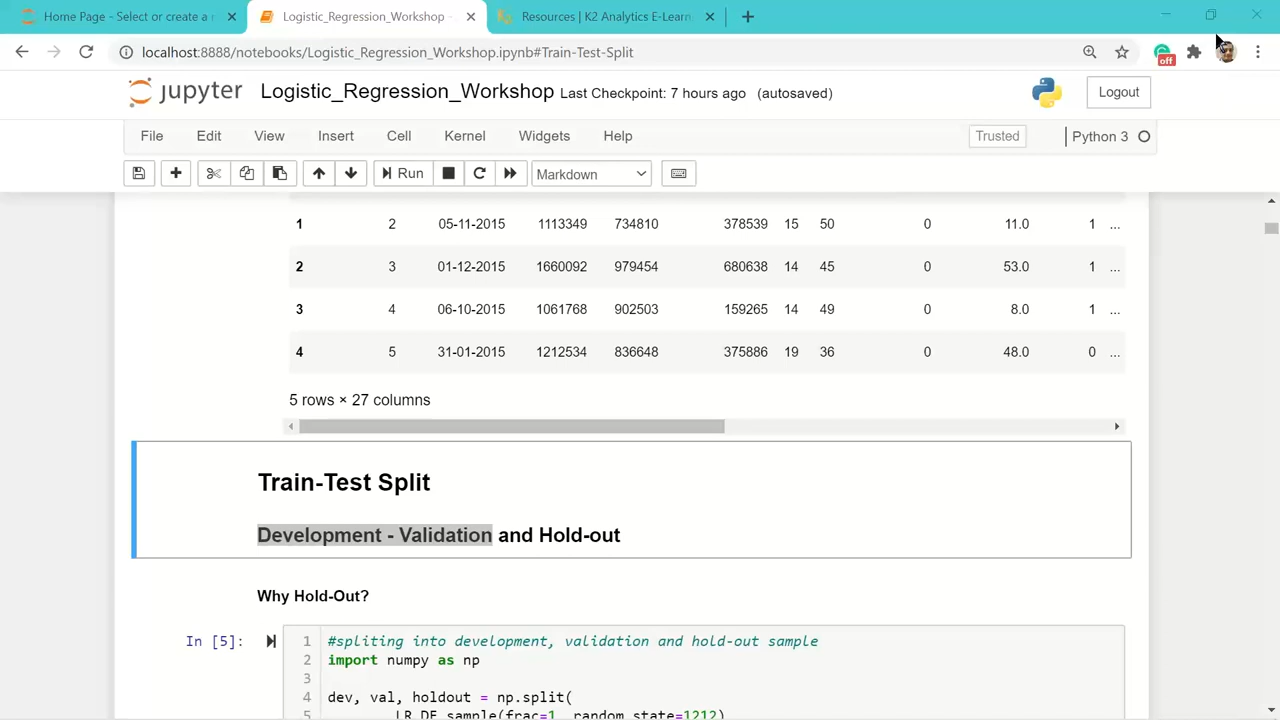 Home Page - Select or create a n
Logistic_Regression_Workshop -
Resources | K2 Analytics E-Learn
localhost:8888/notebooks/Logistic_Regression_Workshop.ipynb#Train-Test-Split
off
jupyter Logistic_Regression_Workshop Last Checkpoint: 7 hours ago (autosaved)
Logout
File Edit View Insert Cell Kernel Widgets Help
Trusted
Python 3
Run
Markdown
1 2 05-11-2015 1113349 734810 378539 15 50 0 11.0 1 ...
2 3 01-12-2015 1660092 979454 680638 14 45 0 53.0 1 ...
3 4 06-10-2015 1061768 902503 159265 14 49 0 8.0 1 ...
4 5 31-01-2015 1212534 836648 375886 19 36 0 48.0 0 ...
5 rows × 27 columns
Train-Test Split
Development - Validation and Hold-out
Why Hold-Out?
In [5]:
1 #spliting into development, validation and hold-out sample
2 import numpy as np
3
4 dev, val, holdout = np.split(
5 LR_DF.sample(frac=1, random_state=1212)